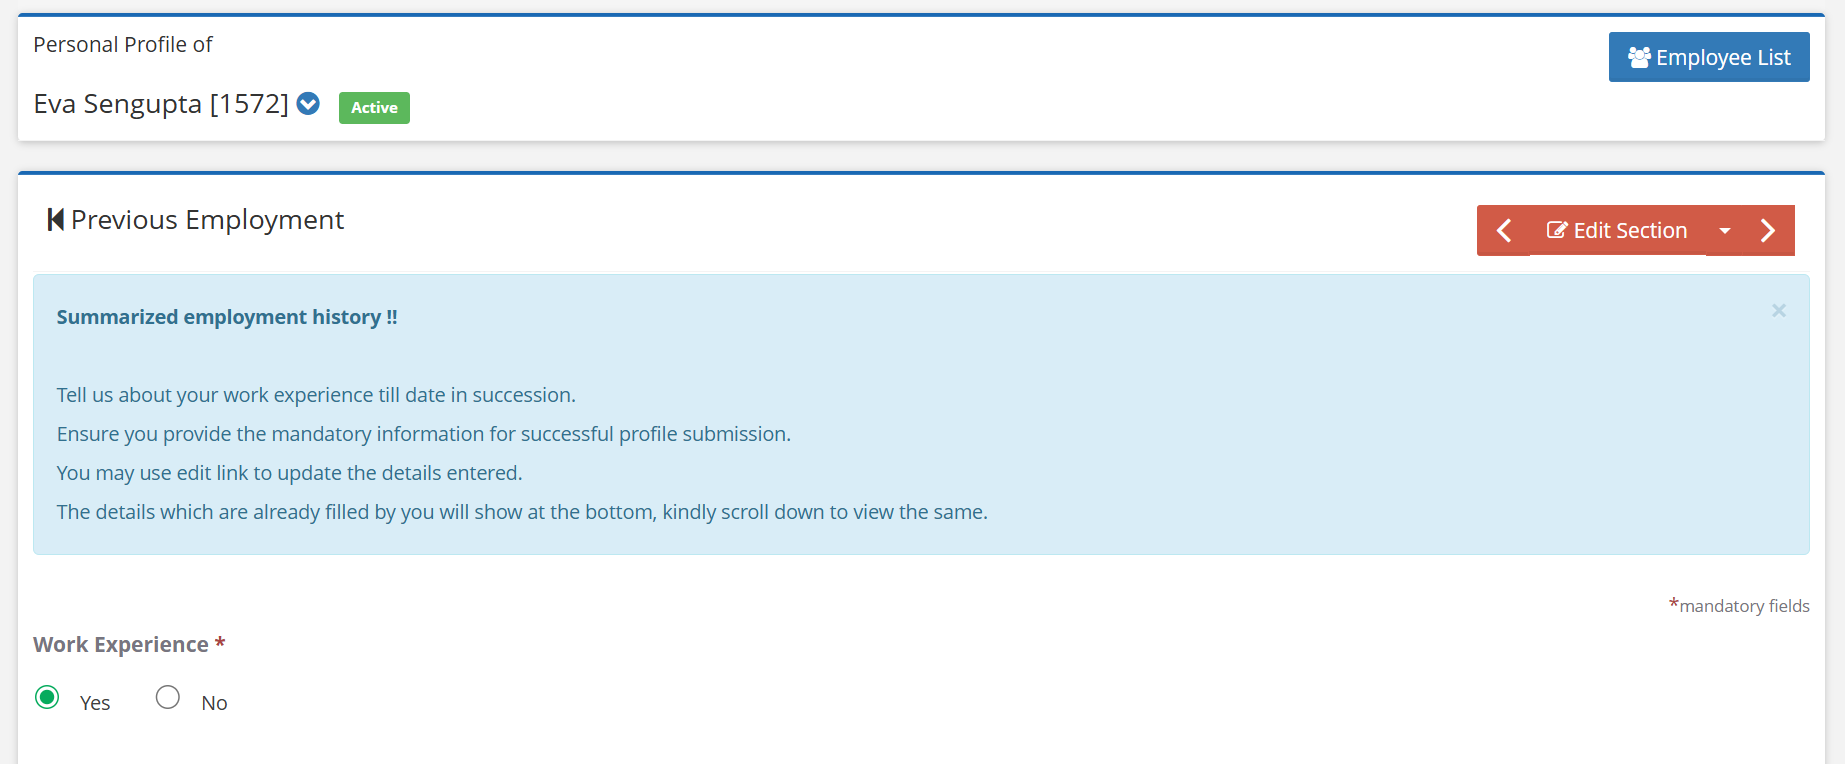 Personal Profile of
Employee List
Eva Sengupta [1572] Active
Previous Employment
Edit Section
Summarized employment history !!
×
Tell us about your work experience till date in succession.
Ensure you provide the mandatory information for successful profile submission.
You may use edit link to update the details entered.
The details which are already filled by you will show at the bottom, kindly scroll down to view the same.
*mandatory fields
Work Experience *
Yes No